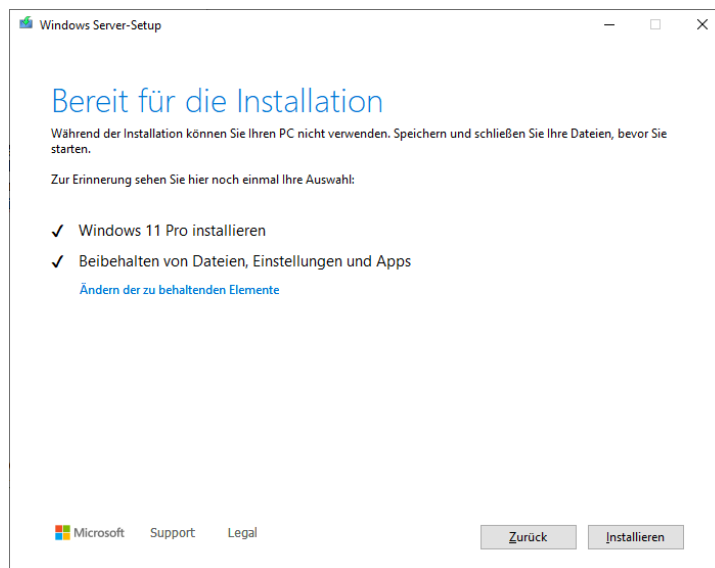 Windows Server-Setup
Bereit für die Installation
Während der Installation können Sie Ihren PC nicht verwenden. Speichern und schließen Sie Ihre Dateien, bevor Sie
starten.
Zur Erinnerung sehen Sie hier noch einmal Ihre Auswahl:
Windows 11 Pro installieren
Beibehalten von Dateien, Einstellungen und Apps
Ändern der zu behaltenden Elemente
Microsoft Support Legal Zurück Installieren